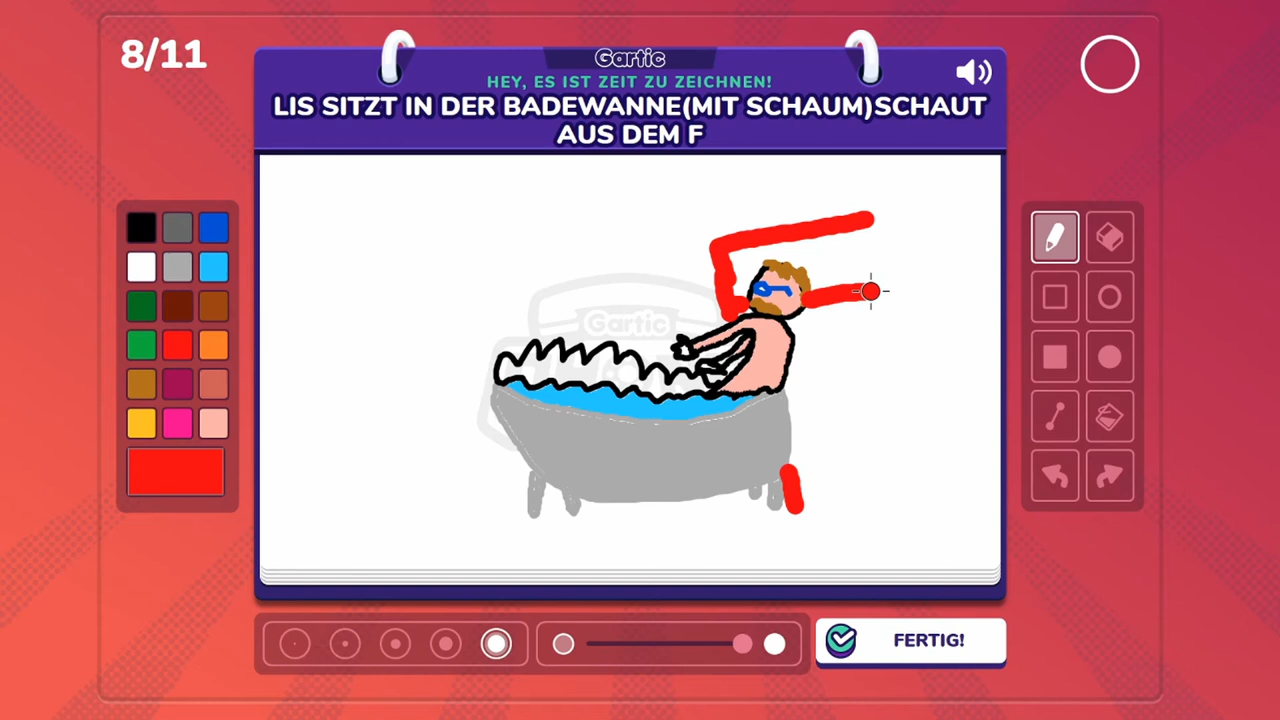 8/11
Gartic
HEY, ES IST ZEIT ZU ZEICHNEN!
LIS SITZT IN DER BADEWANNE(MIT SCHAUM)SCHAUT
AUS DEM F
Gartic
FERTIG!